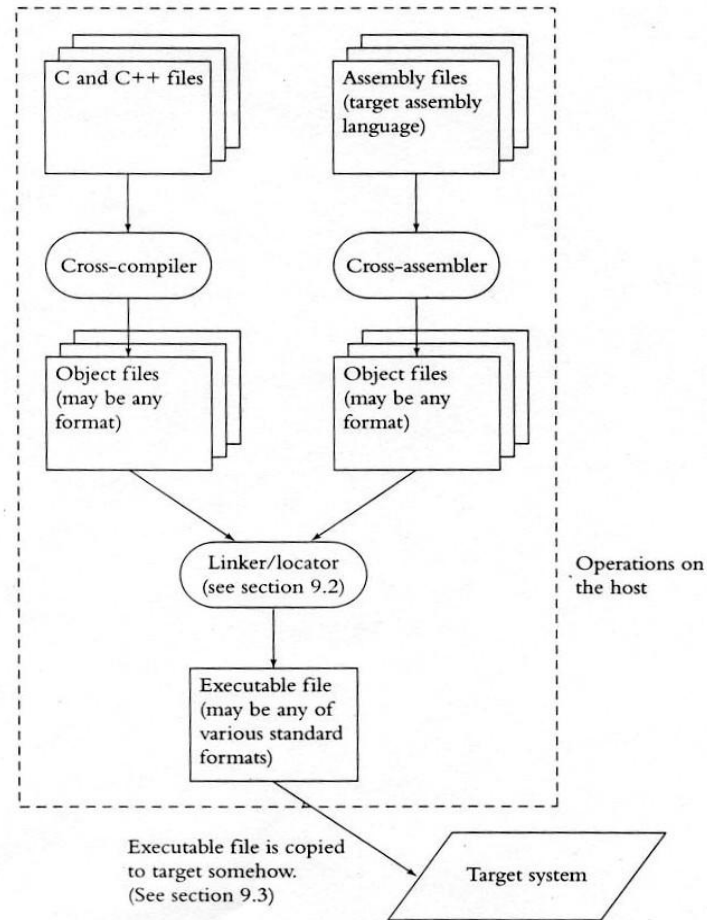 C and C++ files
Assembly files
(target assembly
language)
Cross-compiler
Cross-assembler
Object files
(may be any
format)
Object files
(may be any
format)
Linker/locator
(see section 9.2)
Operations on
the host
Executable file
(may be any of
various standard
formats)
Executable file is copied
to target somehow.
(See section 9.3)
Target system